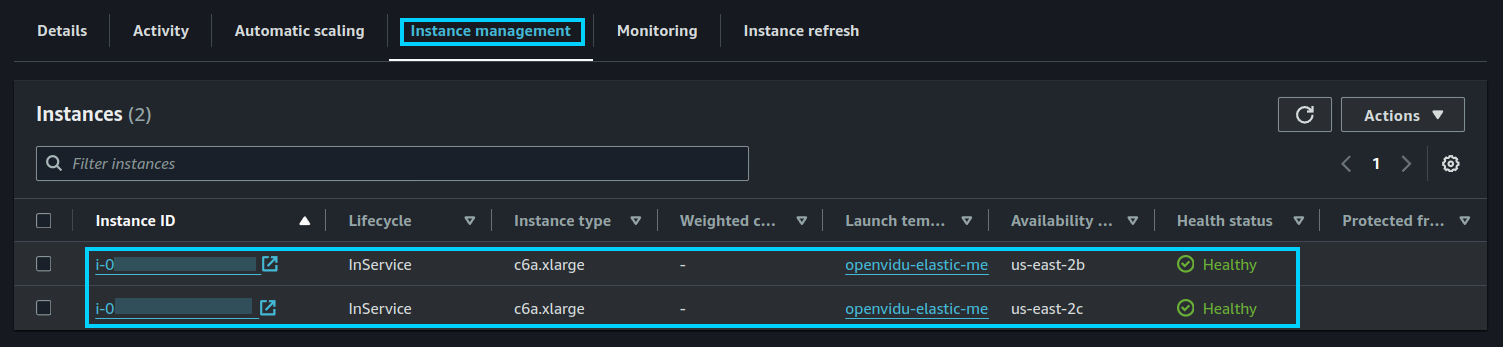 Details Activity Automatic scaling Instance management Monitoring Instance refresh
Instances (2)
Actions
Filter instances
1
Instance ID Lifecycle Instance type Weighted c... Launch tem... Availability ... Health status Protected fr...
i-0 InService c6a.xlarge - openvidu-elastic-me us-east-2b Healthy
i-0 InService c6a.xlarge - openvidu-elastic-me us-east-2c Healthy